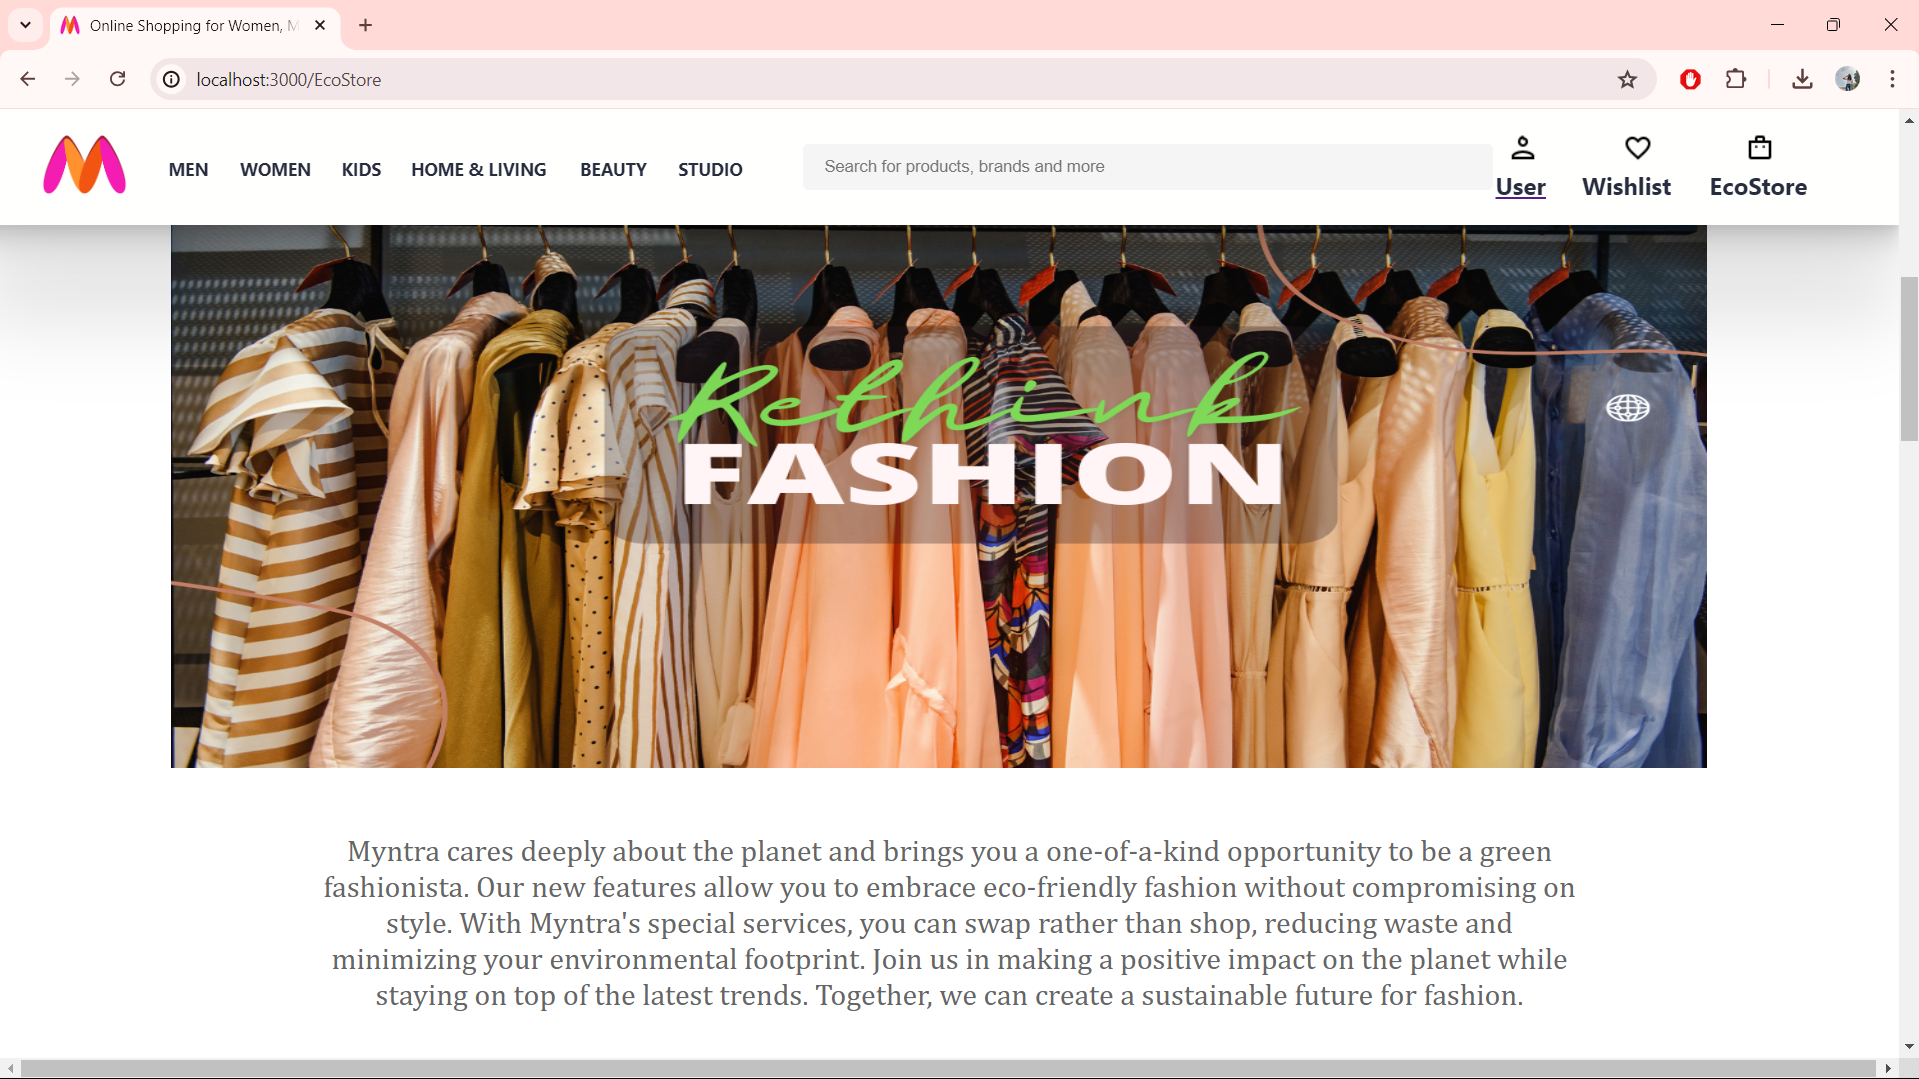 Online Shopping for Women, M
localhost:3000/EcoStore
MEN WOMEN KIDS HOME & LIVING BEAUTY STUDIO
Search for products, brands and more
User Wishlist EcoStore
Rethink
FASHION
Myntra cares deeply about the planet and brings you a one-of-a-kind opportunity to be a green
fashionista. Our new features allow you to embrace eco-friendly fashion without compromising on
style. With Myntra's special services, you can swap rather than shop, reducing waste and
minimizing your environmental footprint. Join us in making a positive impact on the planet while
staying on top of the latest trends. Together, we can create a sustainable future for fashion.